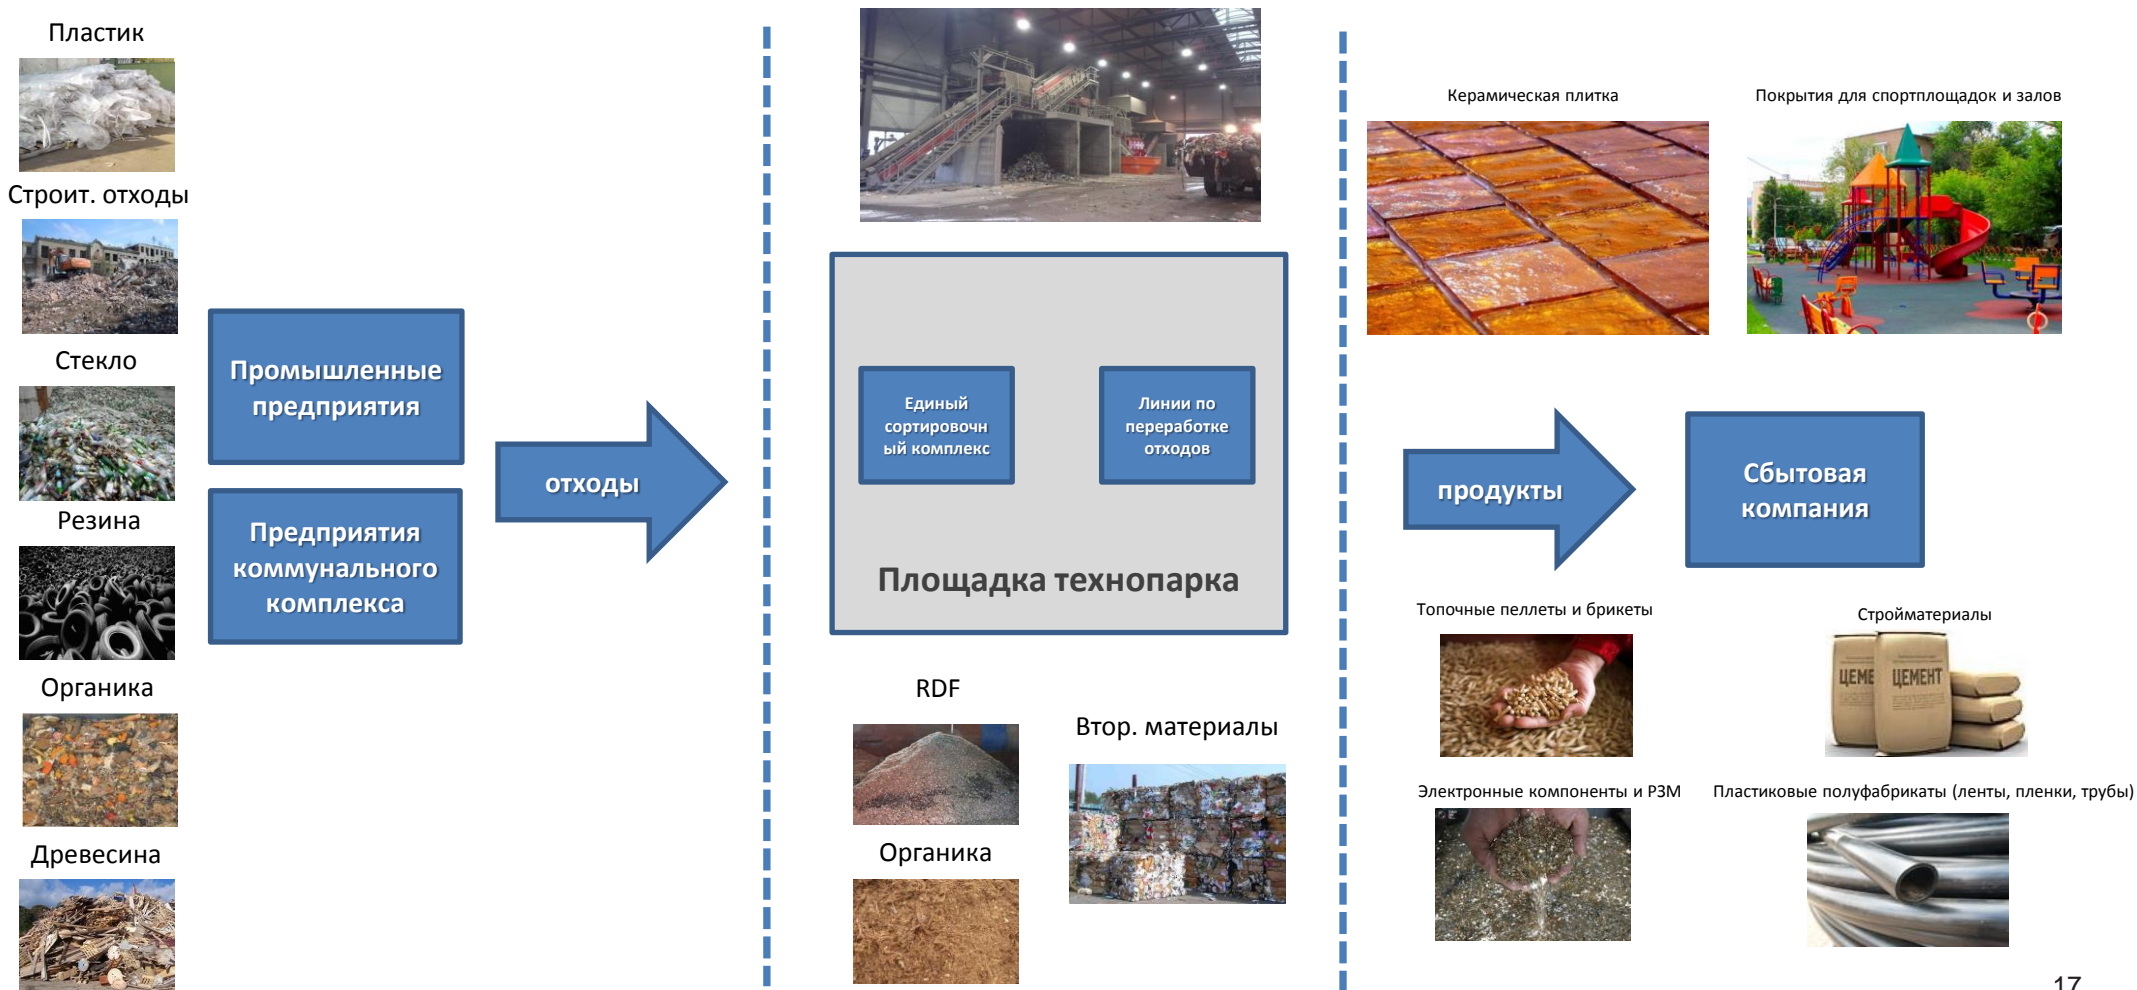 Пластик
Строит. отходы
Стекло
Резина
Органика
Древесина
Промышленные
предприятия
Предприятия
коммунального
комплекса
отходы
Единый
сортировочн
ый комплекс
Линии по
переработке
отходов
Площадка технопарка
RDF
Втор. материалы
Органика
Керамическая плитка
Покрытия для спортплощадок и залов
продукты
Сбытовая
компания
Топочные пеллеты и брикеты
Стройматериалы
ЦЕМЕ
ЦЕМЕНТ
Электронные компоненты и РЗМ
Пластиковые полуфабрикаты (ленты, пленки, трубы)
17